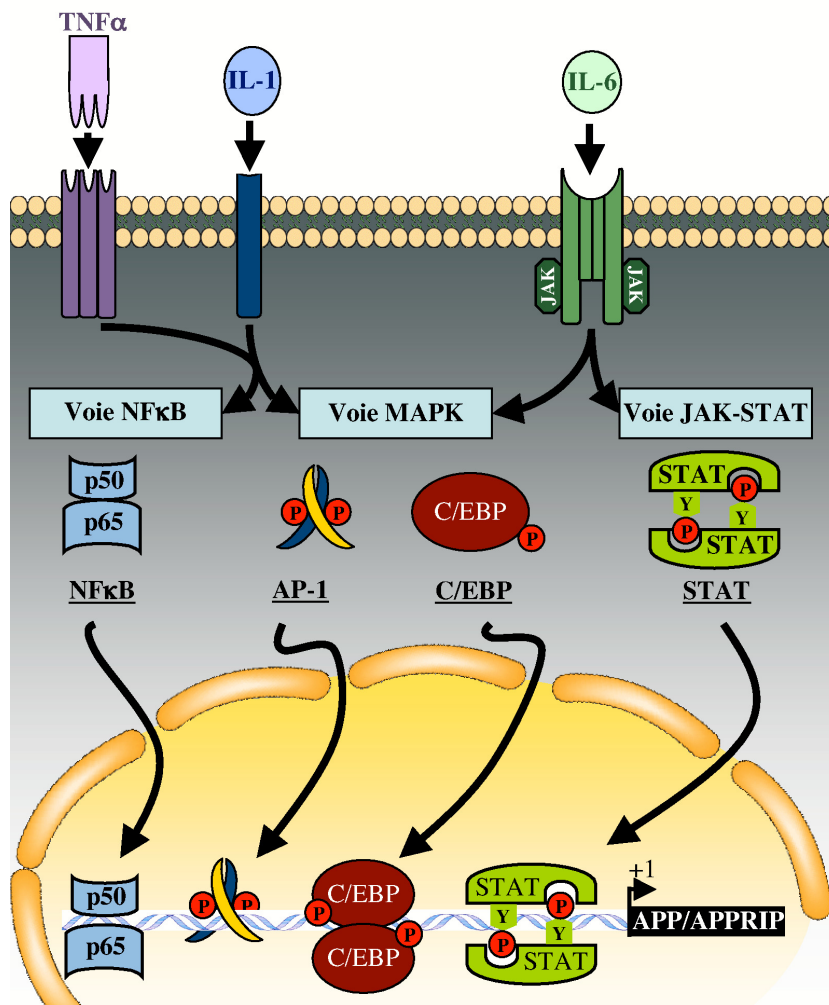 TNFα
IL-1
IL-6
JAK
JAK
Voie NFκB
Voie MAPK
Voie JAK-STAT
p50
p65
P
P
C/EBP
P
STAT
P
Y
Y
P
STAT
NFκB
AP-1
C/EBP
STAT
p50
p65
P
P
C/EBP
P
P
C/EBP
STAT
P
Y
Y
P
STAT
+1
APP/APPRIP